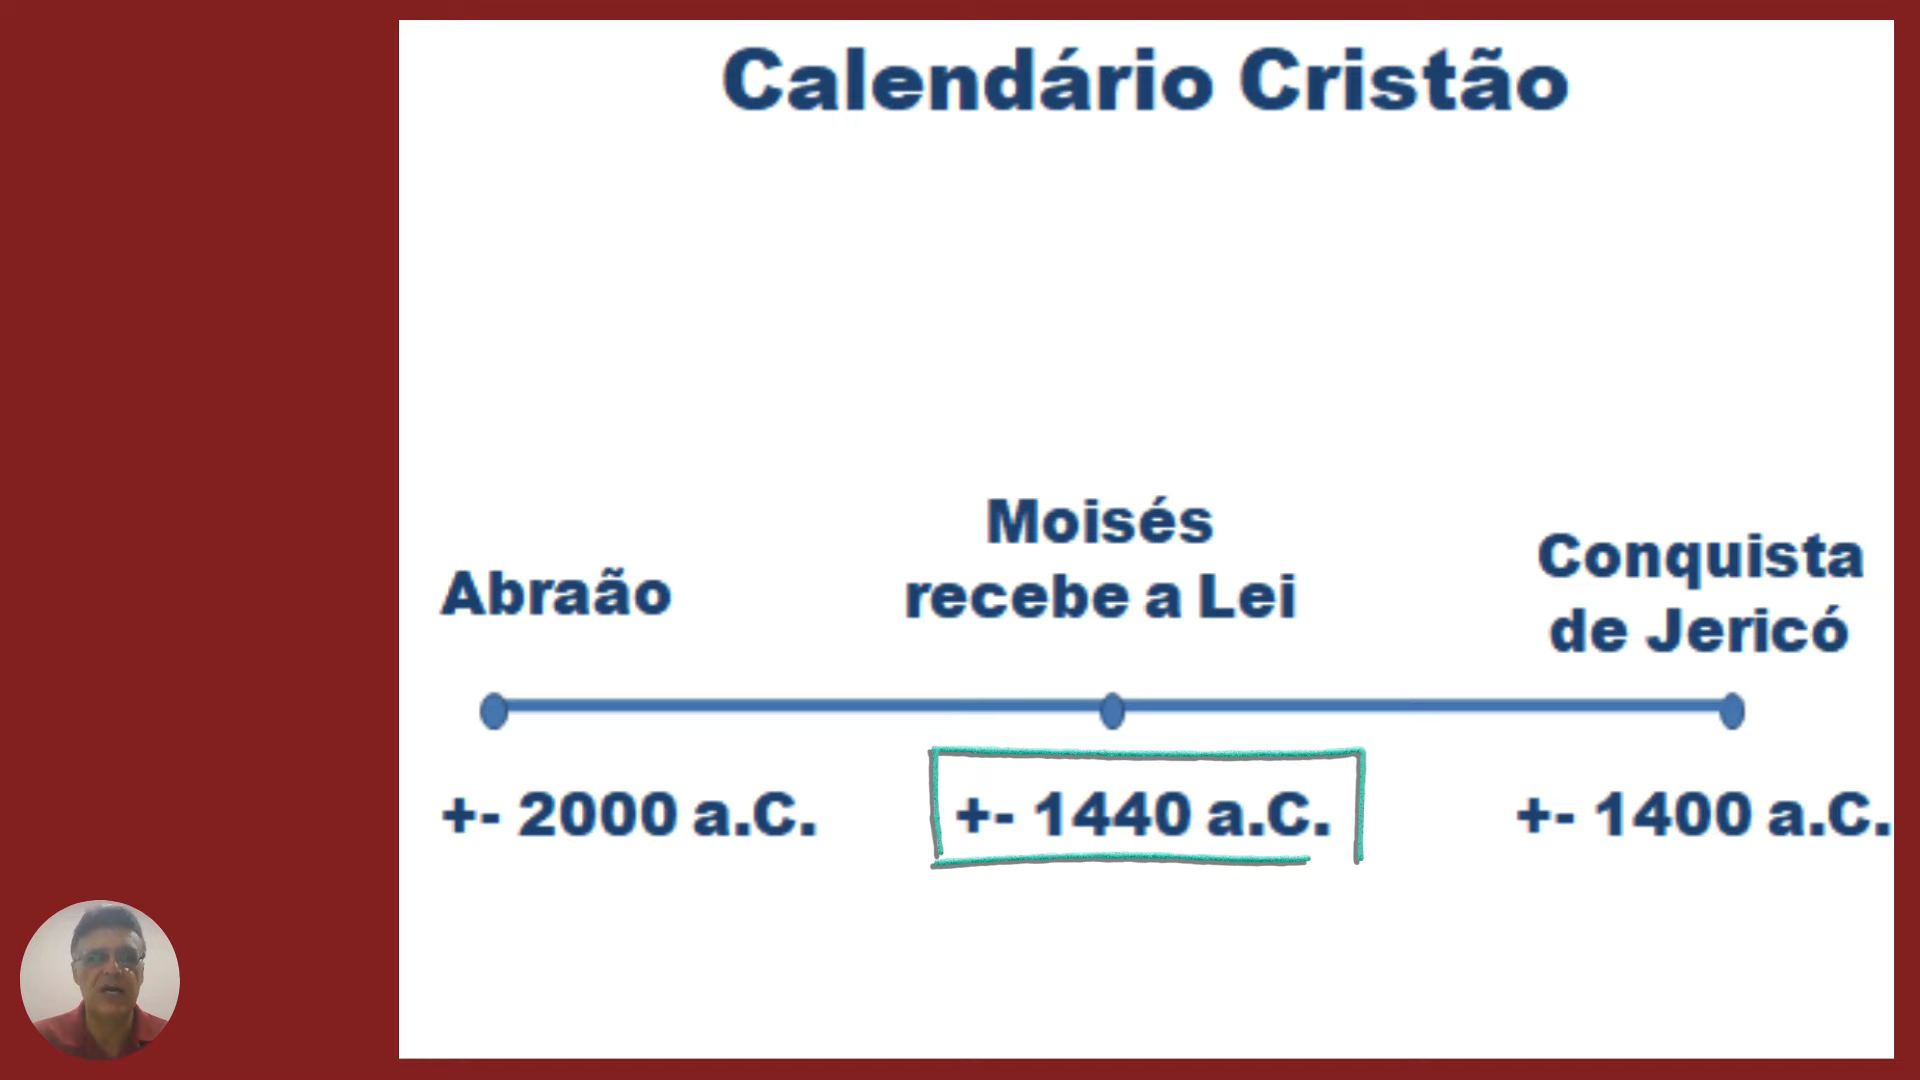 Calendário Cristão
Abraão
Moisés
recebe a Lei
Conquista
de Jericó
+- 2000 a.C.
+- 1440 a.C.
+- 1400 a.C.